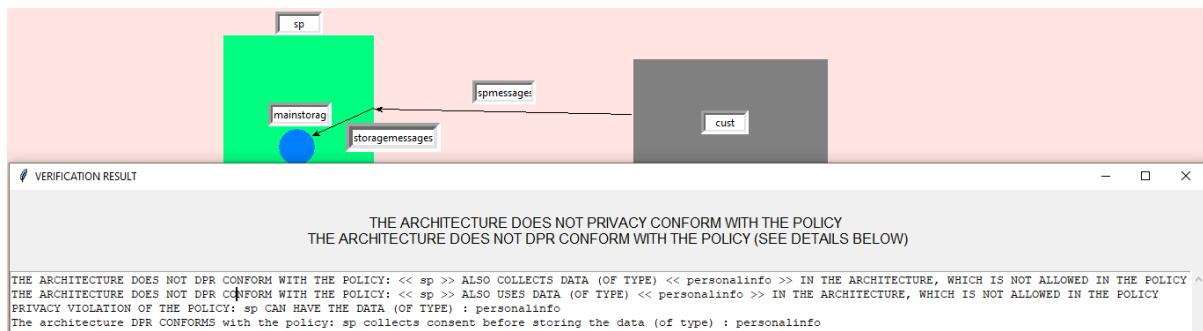 sp
spmessages
mainstorag
cust
storagemessages
VERIFICATION RESULT
THE ARCHITECTURE DOES NOT PRIVACY CONFORM WITH THE POLICY
THE ARCHITECTURE DOES NOT DPR CONFORM WITH THE POLICY (SEE DETAILS BELOW)
THE ARCHITECTURE DOES NOT DPR CONFORM WITH THE POLICY: << sp >> ALSO COLLECTS DATA (OF TYPE) << personalinfo >> IN THE ARCHITECTURE, WHICH IS NOT ALLOWED IN THE POLICY
THE ARCHITECTURE DOES NOT DPR CONFORM WITH THE POLICY: << sp >> ALSO USES DATA (OF TYPE) << personalinfo >> IN THE ARCHITECTURE, WHICH IS NOT ALLOWED IN THE POLICY
PRIVACY VIOLATION OF THE POLICY: sp CAN HAVE THE DATA (OF TYPE) : personalinfo
The architecture DPR CONFORMS with the policy: sp collects consent before storing the data (of type) : personalinfo